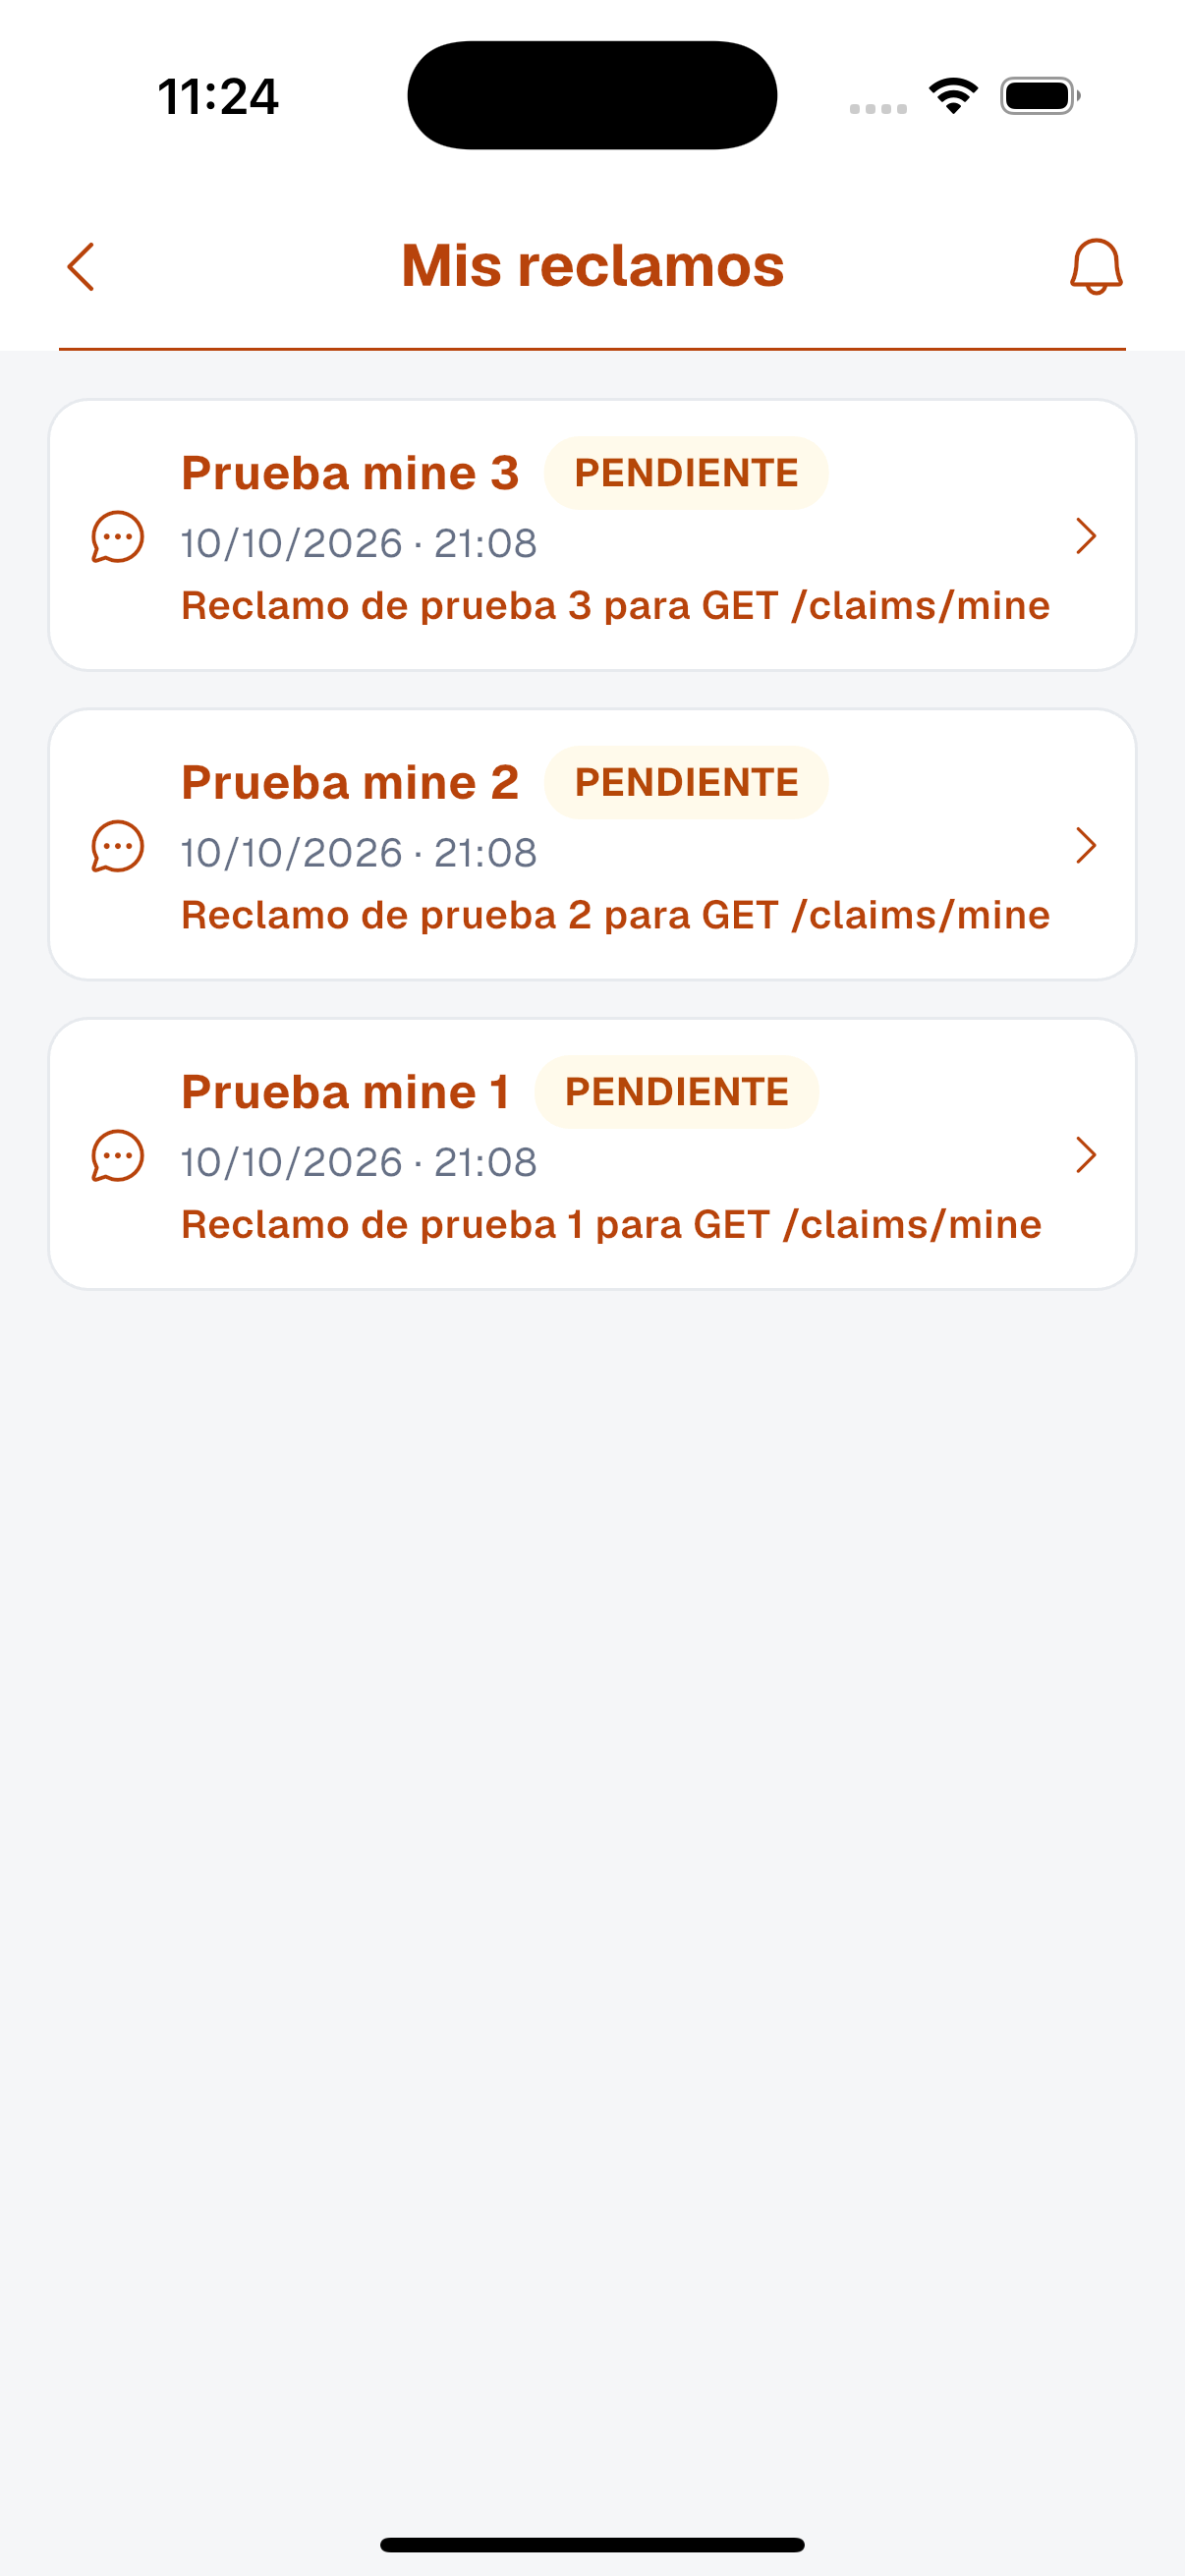 11:24
Mis reclamos
Prueba mine 3 PENDIENTE
10/10/2026 · 21:08
Reclamo de prueba 3 para GET /claims/mine
Prueba mine 2 PENDIENTE
10/10/2026 · 21:08
Reclamo de prueba 2 para GET /claims/mine
Prueba mine 1 PENDIENTE
10/10/2026 · 21:08
Reclamo de prueba 1 para GET /claims/mine